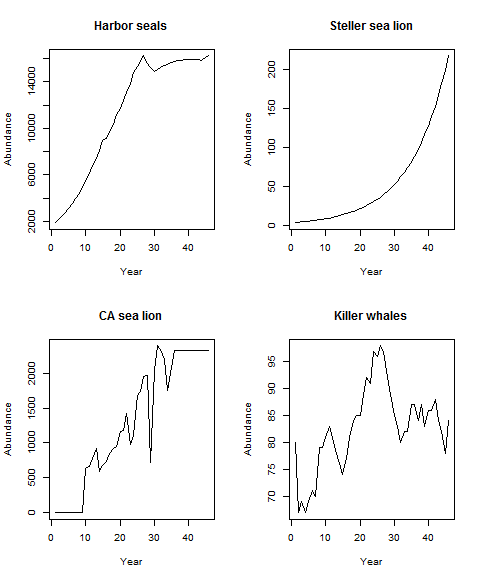 Harbor seals
Abundance
2000
6000
10000
14000
0 10 20 30 40
Year
Steller sea lion
Abundance
0
50
100
150
200
0 10 20 30 40
Year
CA sea lion
Abundance
0
500
1000
1500
2000
0 10 20 30 40
Year
Killer whales
Abundance
70
75
80
85
90
95
0 10 20 30 40
Year